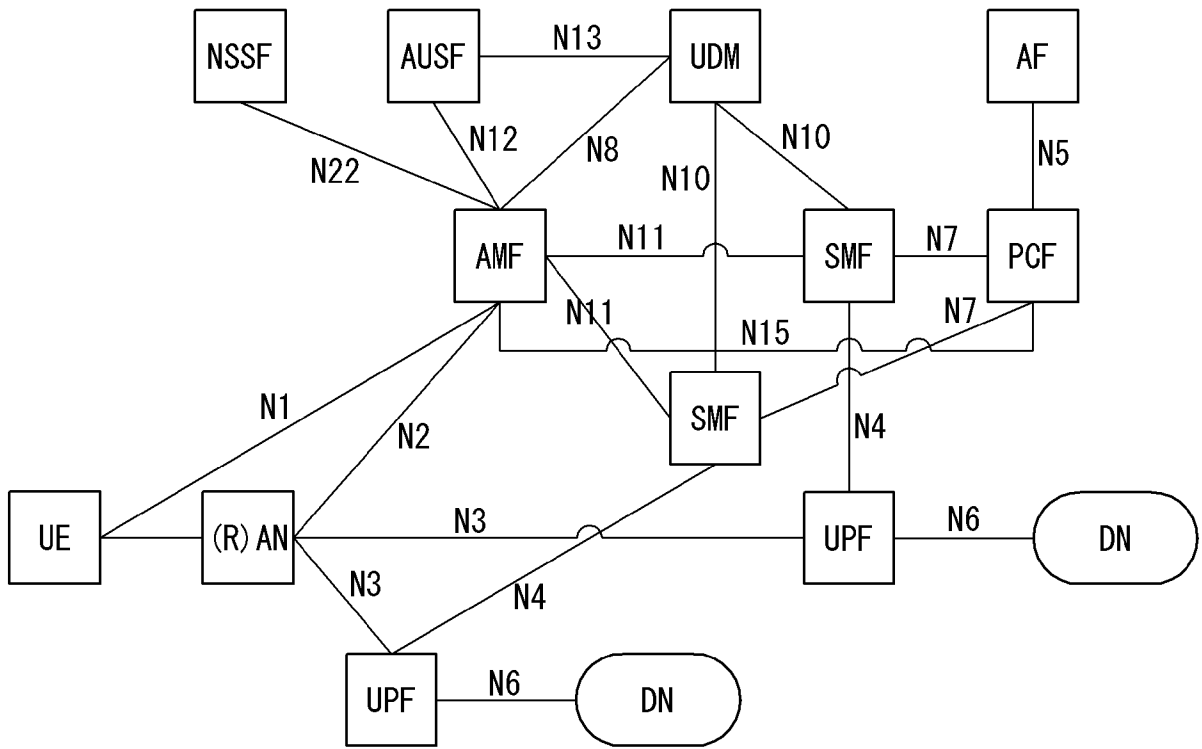 NSSF
AUSF
N13
UDM
AF
N22
N12
N8
N10
N10
N5
AMF
N11
SMF
N7
PCF
N11
N15
N7
N1
N2
SMF
N4
UE
(R)AN
N3
UPF
N6
DN
N3
N4
UPF
N6
DN